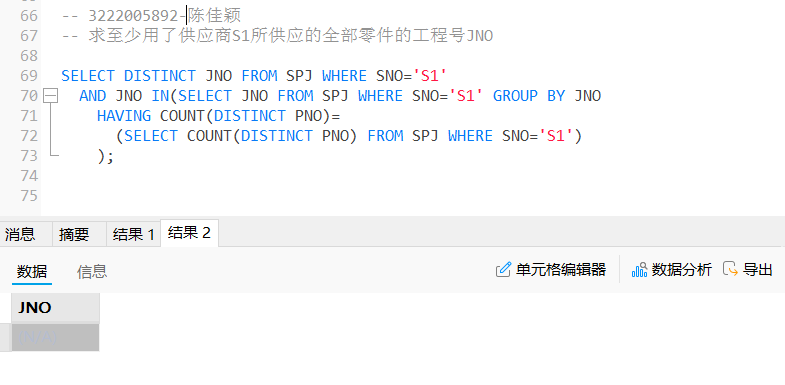 66 -- 3222005892-陈佳颖
67 -- 求至少用了供应商S1所供应的全部零件的工程号JNO
68
69 SELECT DISTINCT JNO FROM SPJ WHERE SNO='S1'
70 AND JNO IN(SELECT JNO FROM SPJ WHERE SNO='S1' GROUP BY JNO
71 HAVING COUNT(DISTINCT PNO)=
72 (SELECT COUNT(DISTINCT PNO) FROM SPJ WHERE SNO='S1')
73 );
74
75
消息 摘要 结果 1 结果 2
数据 信息 单元格编辑器 数据分析 导出
JNO